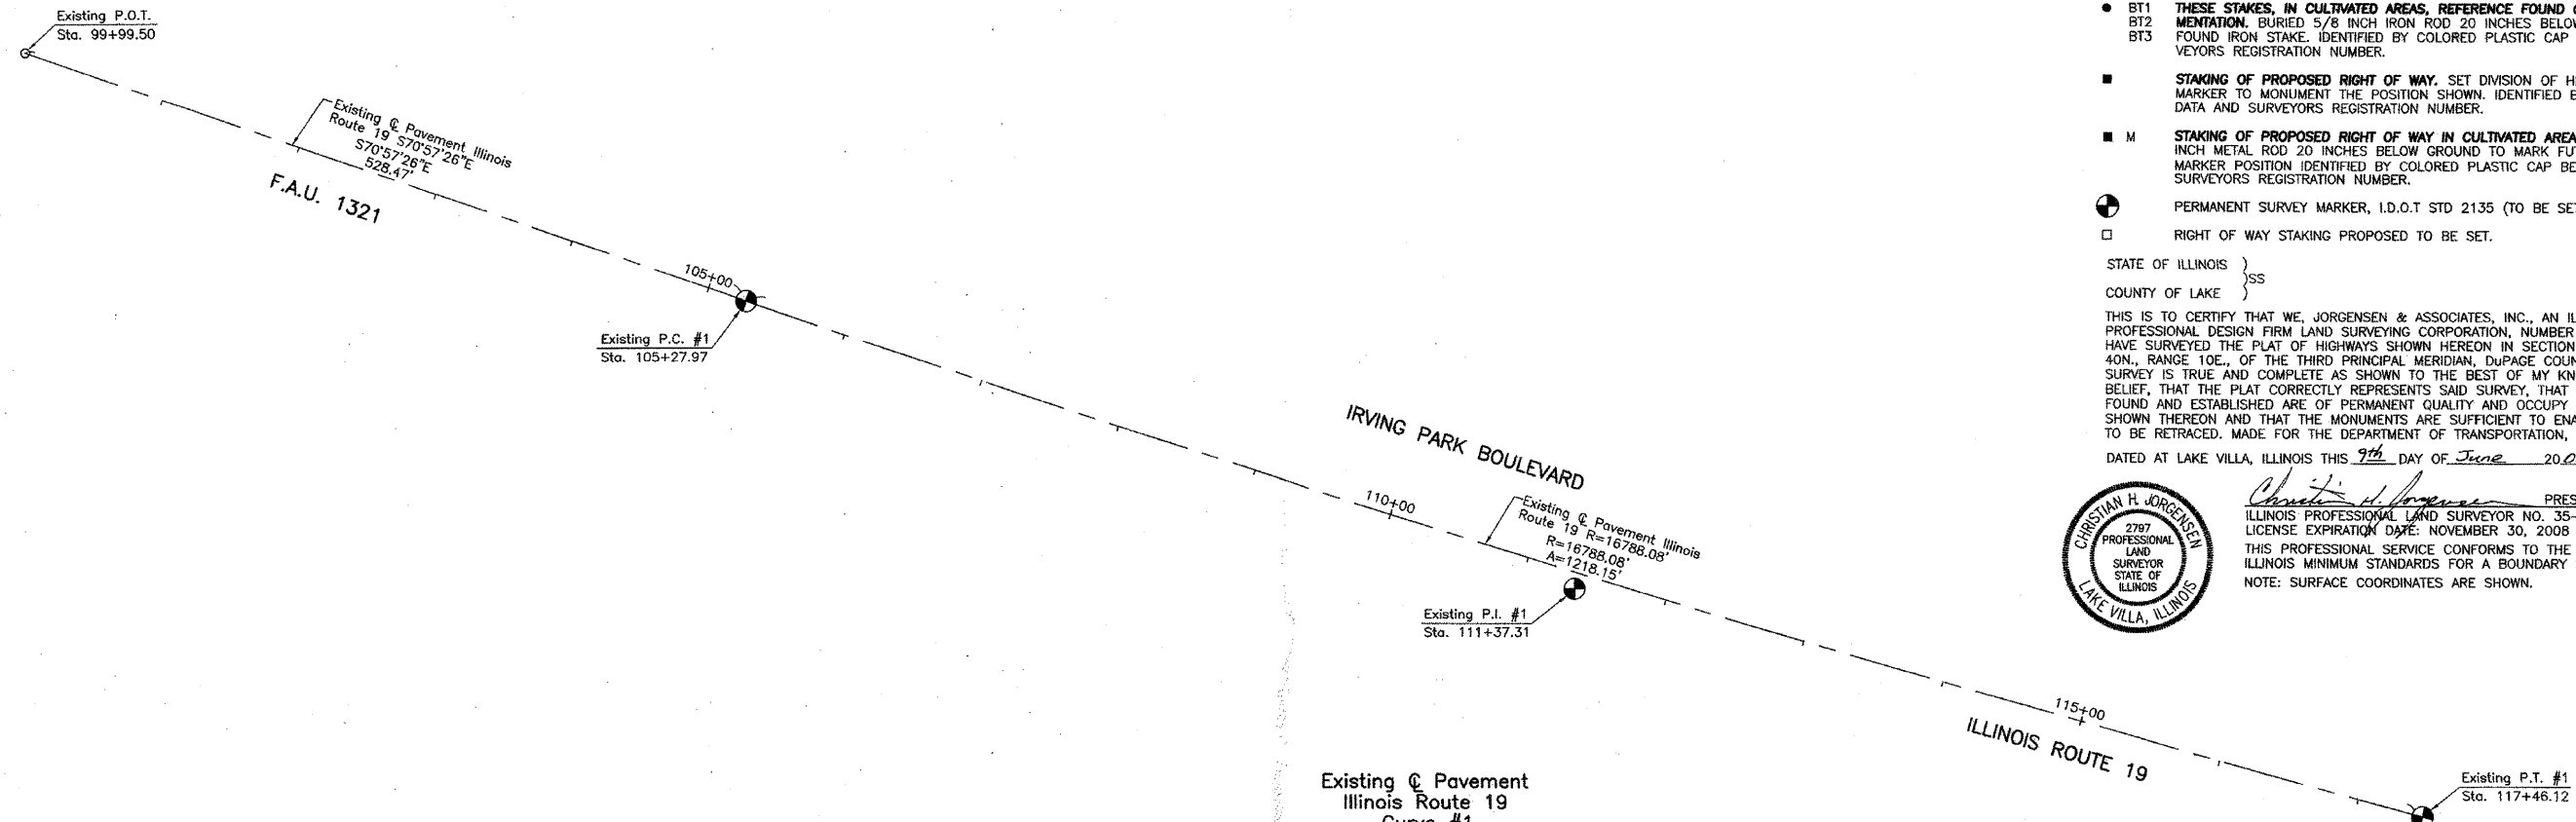 Existing P.O.T.
Sta. 99+99.50
Existing ℄ Pavement Illinois
Route 19 S70°57'26"E
S70°57'26"E
528.47'
F.A.U. 1321
105+00
Existing P.C. #1
Sta. 105+27.97
IRVING PARK BOULEVARD
110+00
Existing ℄ Pavement Illinois
Route 19 R=16788.08'
R=16788.08'
A=1218.15'
Existing P.I. #1
Sta. 111+37.31
115+00
ILLINOIS ROUTE 19
Existing P.T. #1
Sta. 117+46.12
Existing ℄ Pavement
Illinois Route 19
Curve #1
● BT1 THESE STAKES, IN CULTIVATED AREAS, REFERENCE FOUND
BT2 MENTATION. BURIED 5/8 INCH IRON ROD 20 INCHES BELOW
BT3 FOUND IRON STAKE. IDENTIFIED BY COLORED PLASTIC CAP
VEYORS REGISTRATION NUMBER.
■ STAKING OF PROPOSED RIGHT OF WAY. SET DIVISION OF H
MARKER TO MONUMENT THE POSITION SHOWN. IDENTIFIED B
DATA AND SURVEYORS REGISTRATION NUMBER.
■ M STAKING OF PROPOSED RIGHT OF WAY IN CULTIVATED AREA
INCH METAL ROD 20 INCHES BELOW GROUND TO MARK FU
MARKER POSITION IDENTIFIED BY COLORED PLASTIC CAP BE
SURVEYORS REGISTRATION NUMBER.
PERMANENT SURVEY MARKER, I.D.O.T STD 2135 (TO BE SE
□ RIGHT OF WAY STAKING PROPOSED TO BE SET.
STATE OF ILLINOIS )
)SS
COUNTY OF LAKE )
THIS IS TO CERTIFY THAT WE, JORGENSEN & ASSOCIATES, INC., AN IL
PROFESSIONAL DESIGN FIRM LAND SURVEYING CORPORATION, NUMBER
HAVE SURVEYED THE PLAT OF HIGHWAYS SHOWN HEREON IN SECTION
40N., RANGE 10E., OF THE THIRD PRINCIPAL MERIDIAN, DuPAGE COUN
SURVEY IS TRUE AND COMPLETE AS SHOWN TO THE BEST OF MY KN
BELIEF, THAT THE PLAT CORRECTLY REPRESENTS SAID SURVEY, THAT
FOUND AND ESTABLISHED ARE OF PERMANENT QUALITY AND OCCUPY
SHOWN THEREON AND THAT THE MONUMENTS ARE SUFFICIENT TO ENA
TO BE RETRACED. MADE FOR THE DEPARTMENT OF TRANSPORTATION,
DATED AT LAKE VILLA, ILLINOIS THIS 9th DAY OF June 200
Christian H. Jorgensen PRES
ILLINOIS PROFESSIONAL LAND SURVEYOR NO. 35-
LICENSE EXPIRATION DATE: NOVEMBER 30, 2008
THIS PROFESSIONAL SERVICE CONFORMS TO THE
ILLINOIS MINIMUM STANDARDS FOR A BOUNDARY
NOTE: SURFACE COORDINATES ARE SHOWN.
CHRISTIAN H. JORGENSEN
2797
PROFESSIONAL
LAND
SURVEYOR
STATE OF
ILLINOIS
LAKE VILLA, ILLINOIS